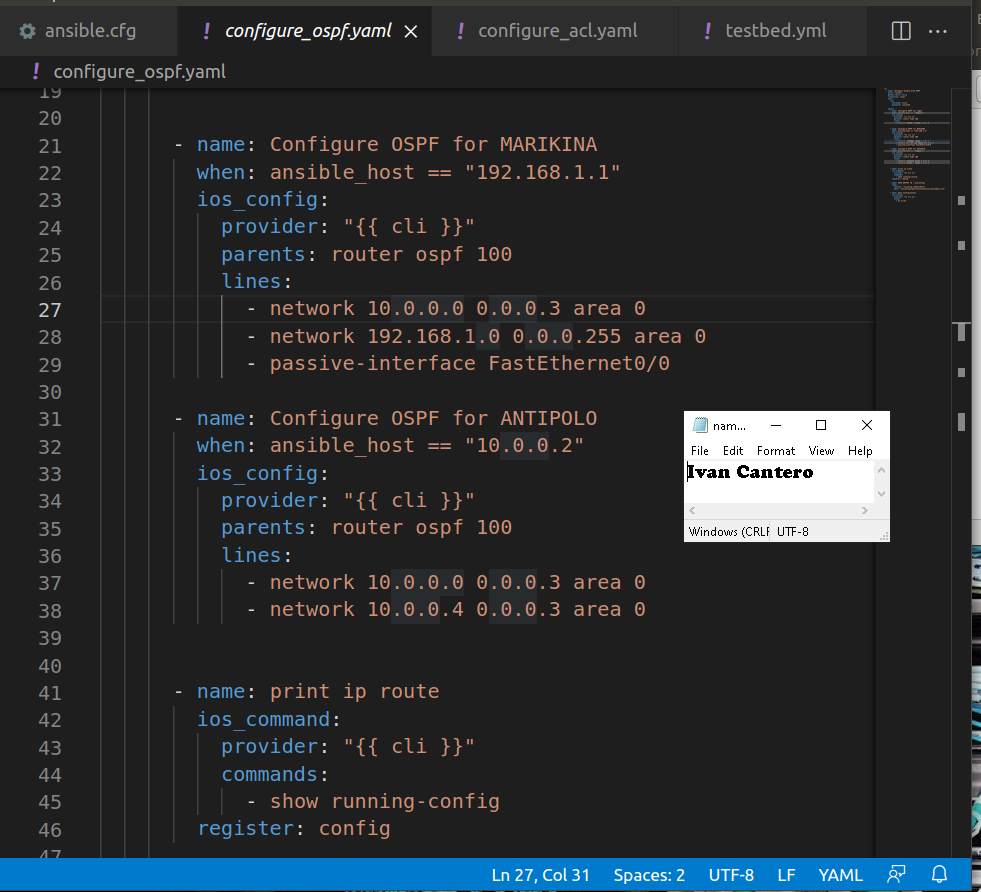 ansible.cfg
configure_ospf.yaml
configure_acl.yaml
testbed.yml
configure_ospf.yaml
19
20
21 - name: Configure OSPF for MARIKINA
22 when: ansible_host == "192.168.1.1"
23 ios_config:
24 provider: "{{ cli }}"
25 parents: router ospf 100
26 lines:
27 - network 10.0.0.0 0.0.0.3 area 0
28 - network 192.168.1.0 0.0.0.255 area 0
29 - passive-interface FastEthernet0/0
30
31 - name: Configure OSPF for ANTIPOLO
32 when: ansible_host == "10.0.0.2"
33 ios_config:
34 provider: "{{ cli }}"
35 parents: router ospf 100
36 lines:
37 - network 10.0.0.0 0.0.0.3 area 0
38 - network 10.0.0.4 0.0.0.3 area 0
39
40
41 - name: print ip route
42 ios_command:
43 provider: "{{ cli }}"
44 commands:
45 - show running-config
46 register: config
47
nam...
File Edit Format View Help
Ivan Cantero
Windows (CRLF UTF-8
Ln 27, Col 31 Spaces: 2 UTF-8 LF YAML